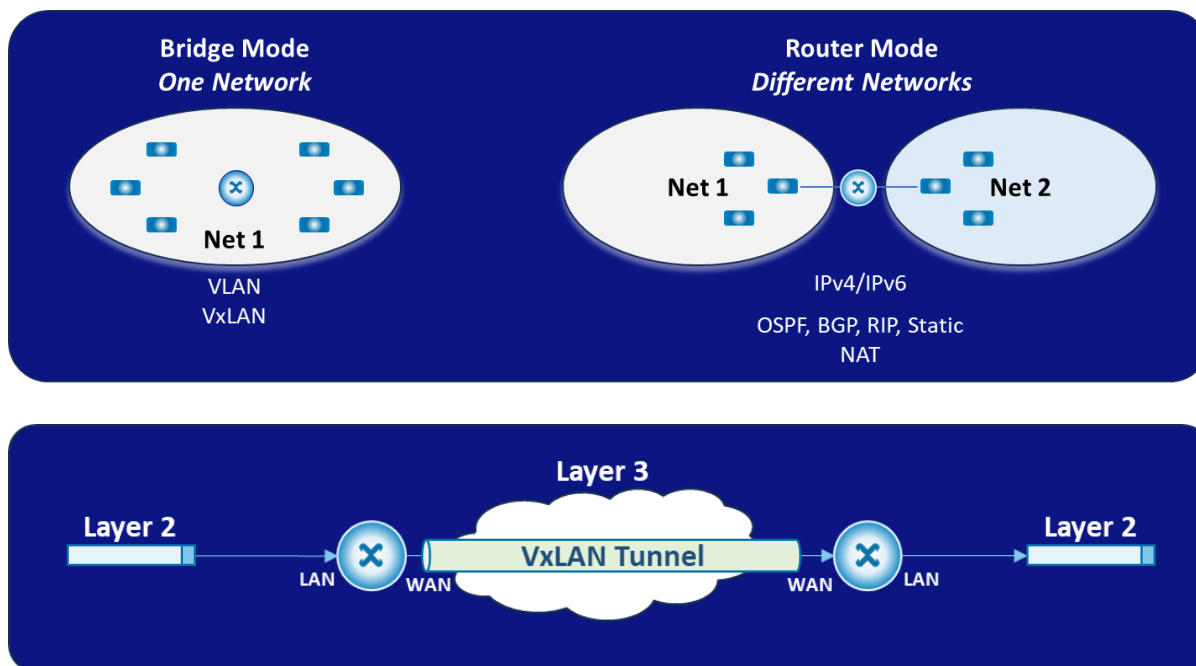 Bridge Mode
One Network
Net 1
VLAN
VxLAN
Router Mode
Different Networks
Net 1
Net 2
IPv4/IPv6
OSPF, BGP, RIP, Static
NAT
Layer 3
Layer 2
LAN
WAN
VxLAN Tunnel
WAN
LAN
Layer 2